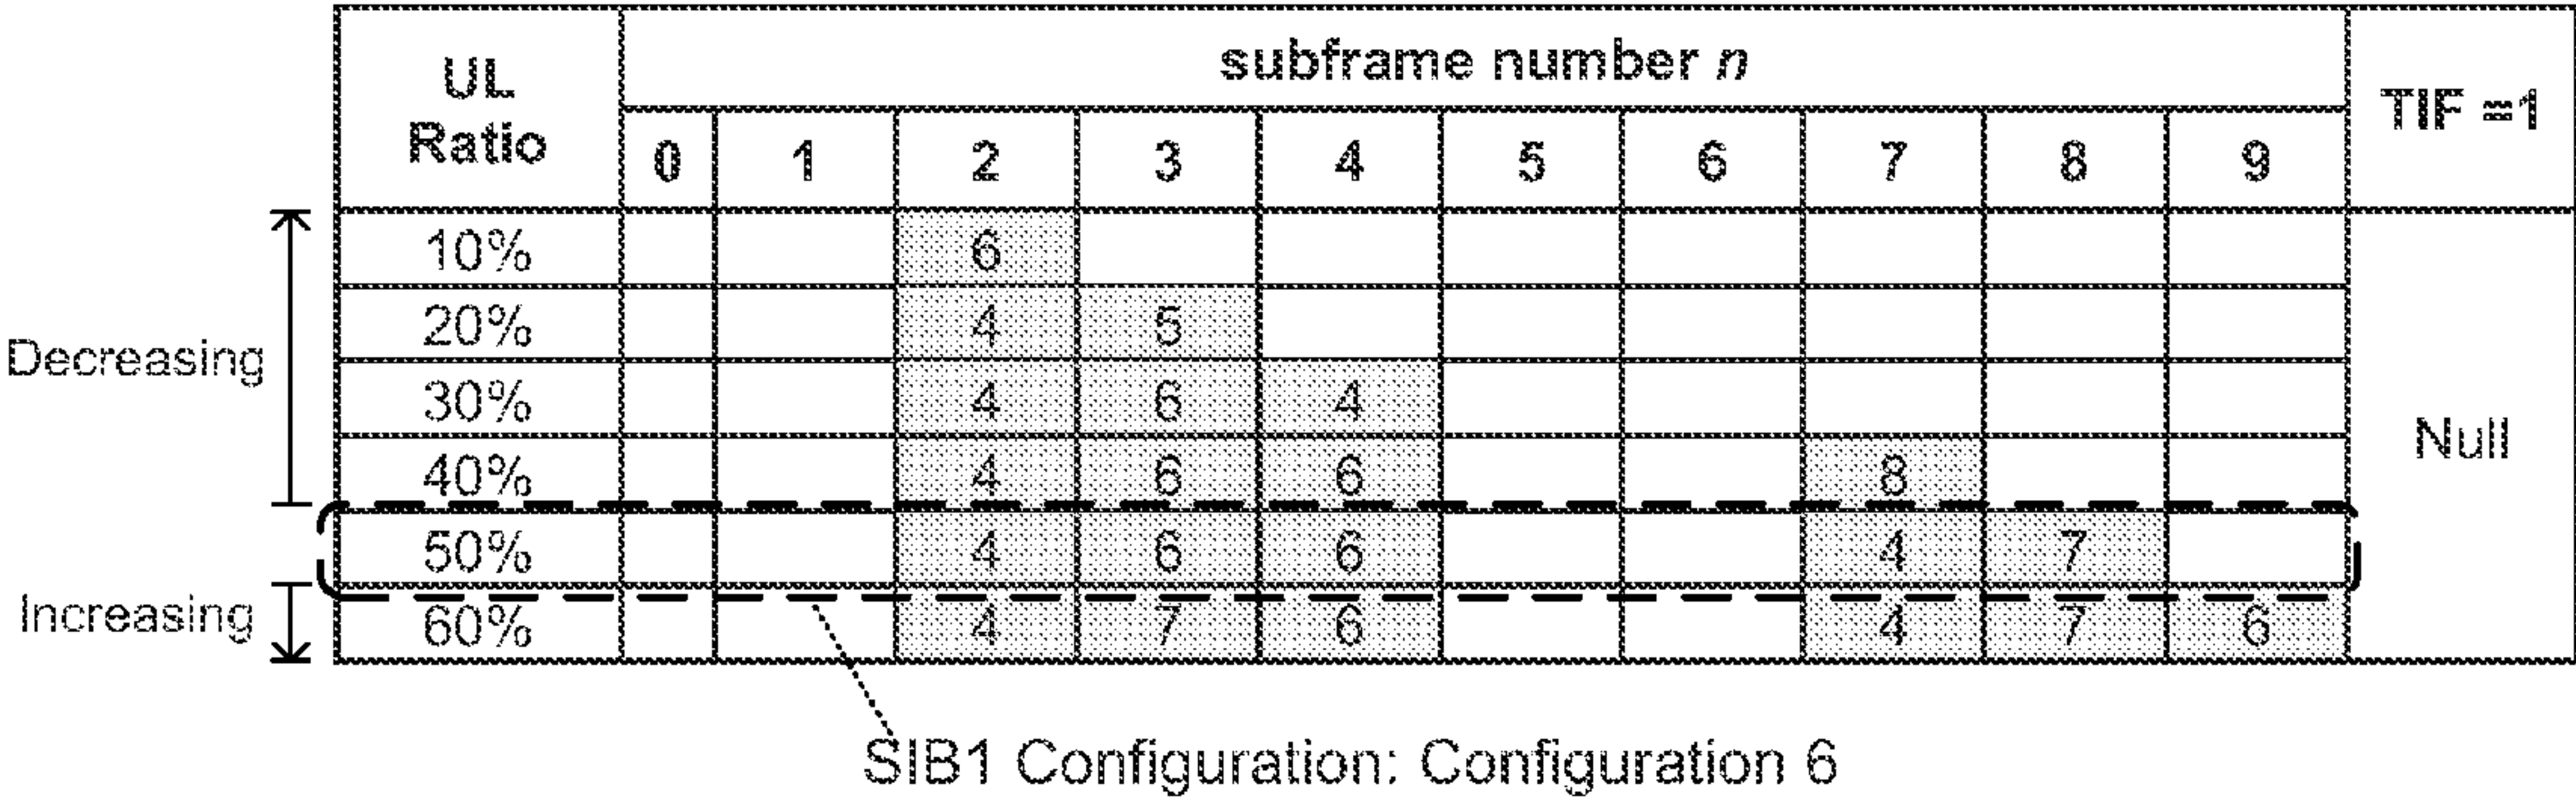 UL Ratio subframe number n TIF =1
0 1 2 3 4 5 6 7 8 9
10% 6
20% 4 5
Decreasing
30% 4 6 4
40% 4 6 6 8
Null
50% 4 6 6 4 7
Increasing
60% 4 7 6 4 7 6
SIB1 Configuration: Configuration 6